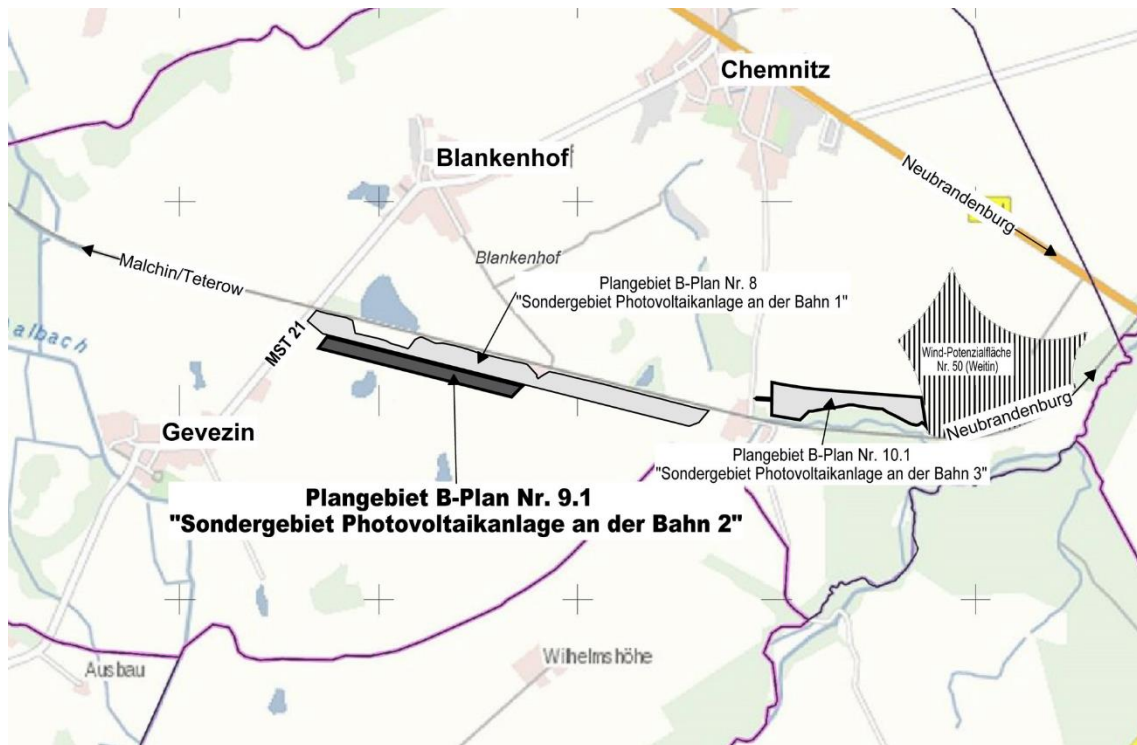 Chemnitz
Blankenhof
Neubrandenburg
Malchin/Teterow
Blankenhof
Plangebiet B-Plan Nr. 8
"Sondergebiet Photovoltaikanlage an der Bahn 1"
albach
MST 21
Wind-Potenzialfläche
Nr. 50 (Weitin)
Neubrandenburg
Gevezin
Plangebiet B-Plan Nr. 10.1
"Sondergebiet Photovoltaikanlage an der Bahn 3"
Plangebiet B-Plan Nr. 9.1
"Sondergebiet Photovoltaikanlage an der Bahn 2"
Wilhelmshöhe
Ausbau